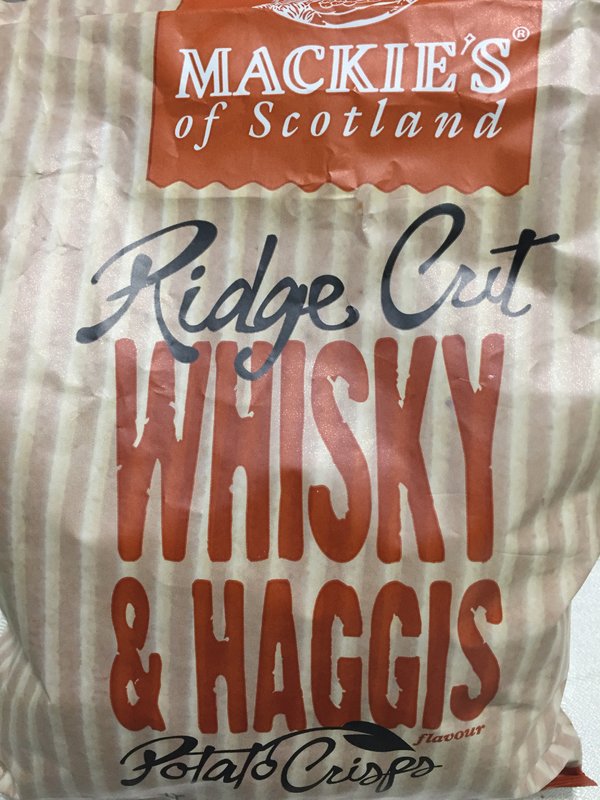 MACKIE'S®
of Scotland
Ridge Cut
WHISKY
& HAGGIS
flavour
Potato Crisps